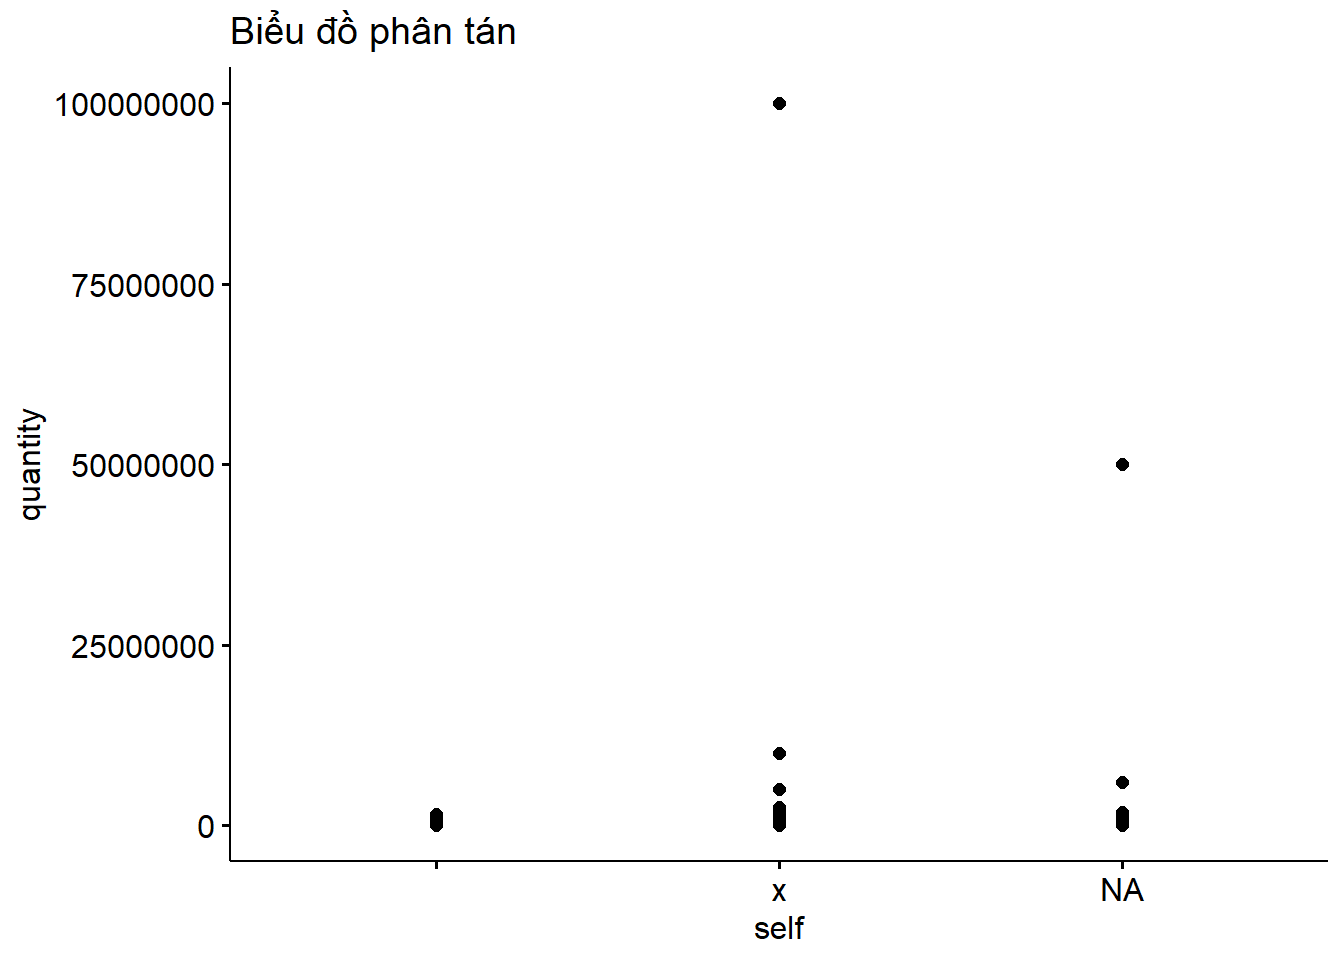 Biểu đồ phân tán
100000000
75000000
50000000
25000000
0
quantity
x
NA
self